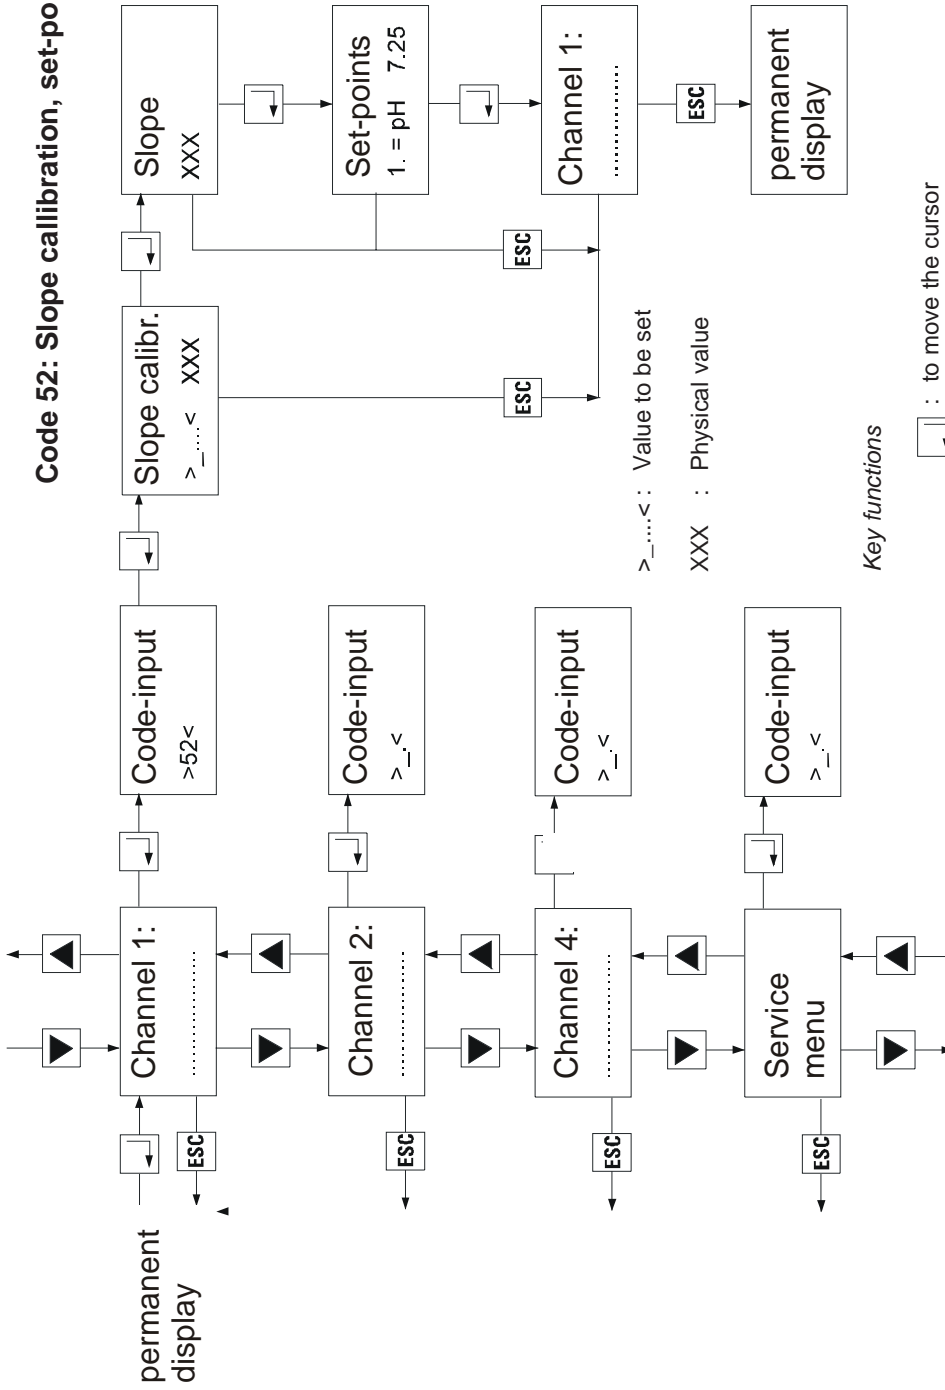 Code 52: Slope callibration, set-po
permanent
display
Channel 1:
....................
ESC
Code-input
>52<
Slope calibr.
>_....< XXX
ESC
Slope
XXX
ESC
Set-points
1. = pH 7.25
Channel 1:
....................
ESC
permanent
display
Channel 2:
....................
ESC
Code-input
>_.<
Channel 4:
....................
ESC
Code-input
>_.<
Service
menu
ESC
Code-input
>_.<
>_....< : Value to be set
XXX : Physical value
Key functions
: to move the cursor